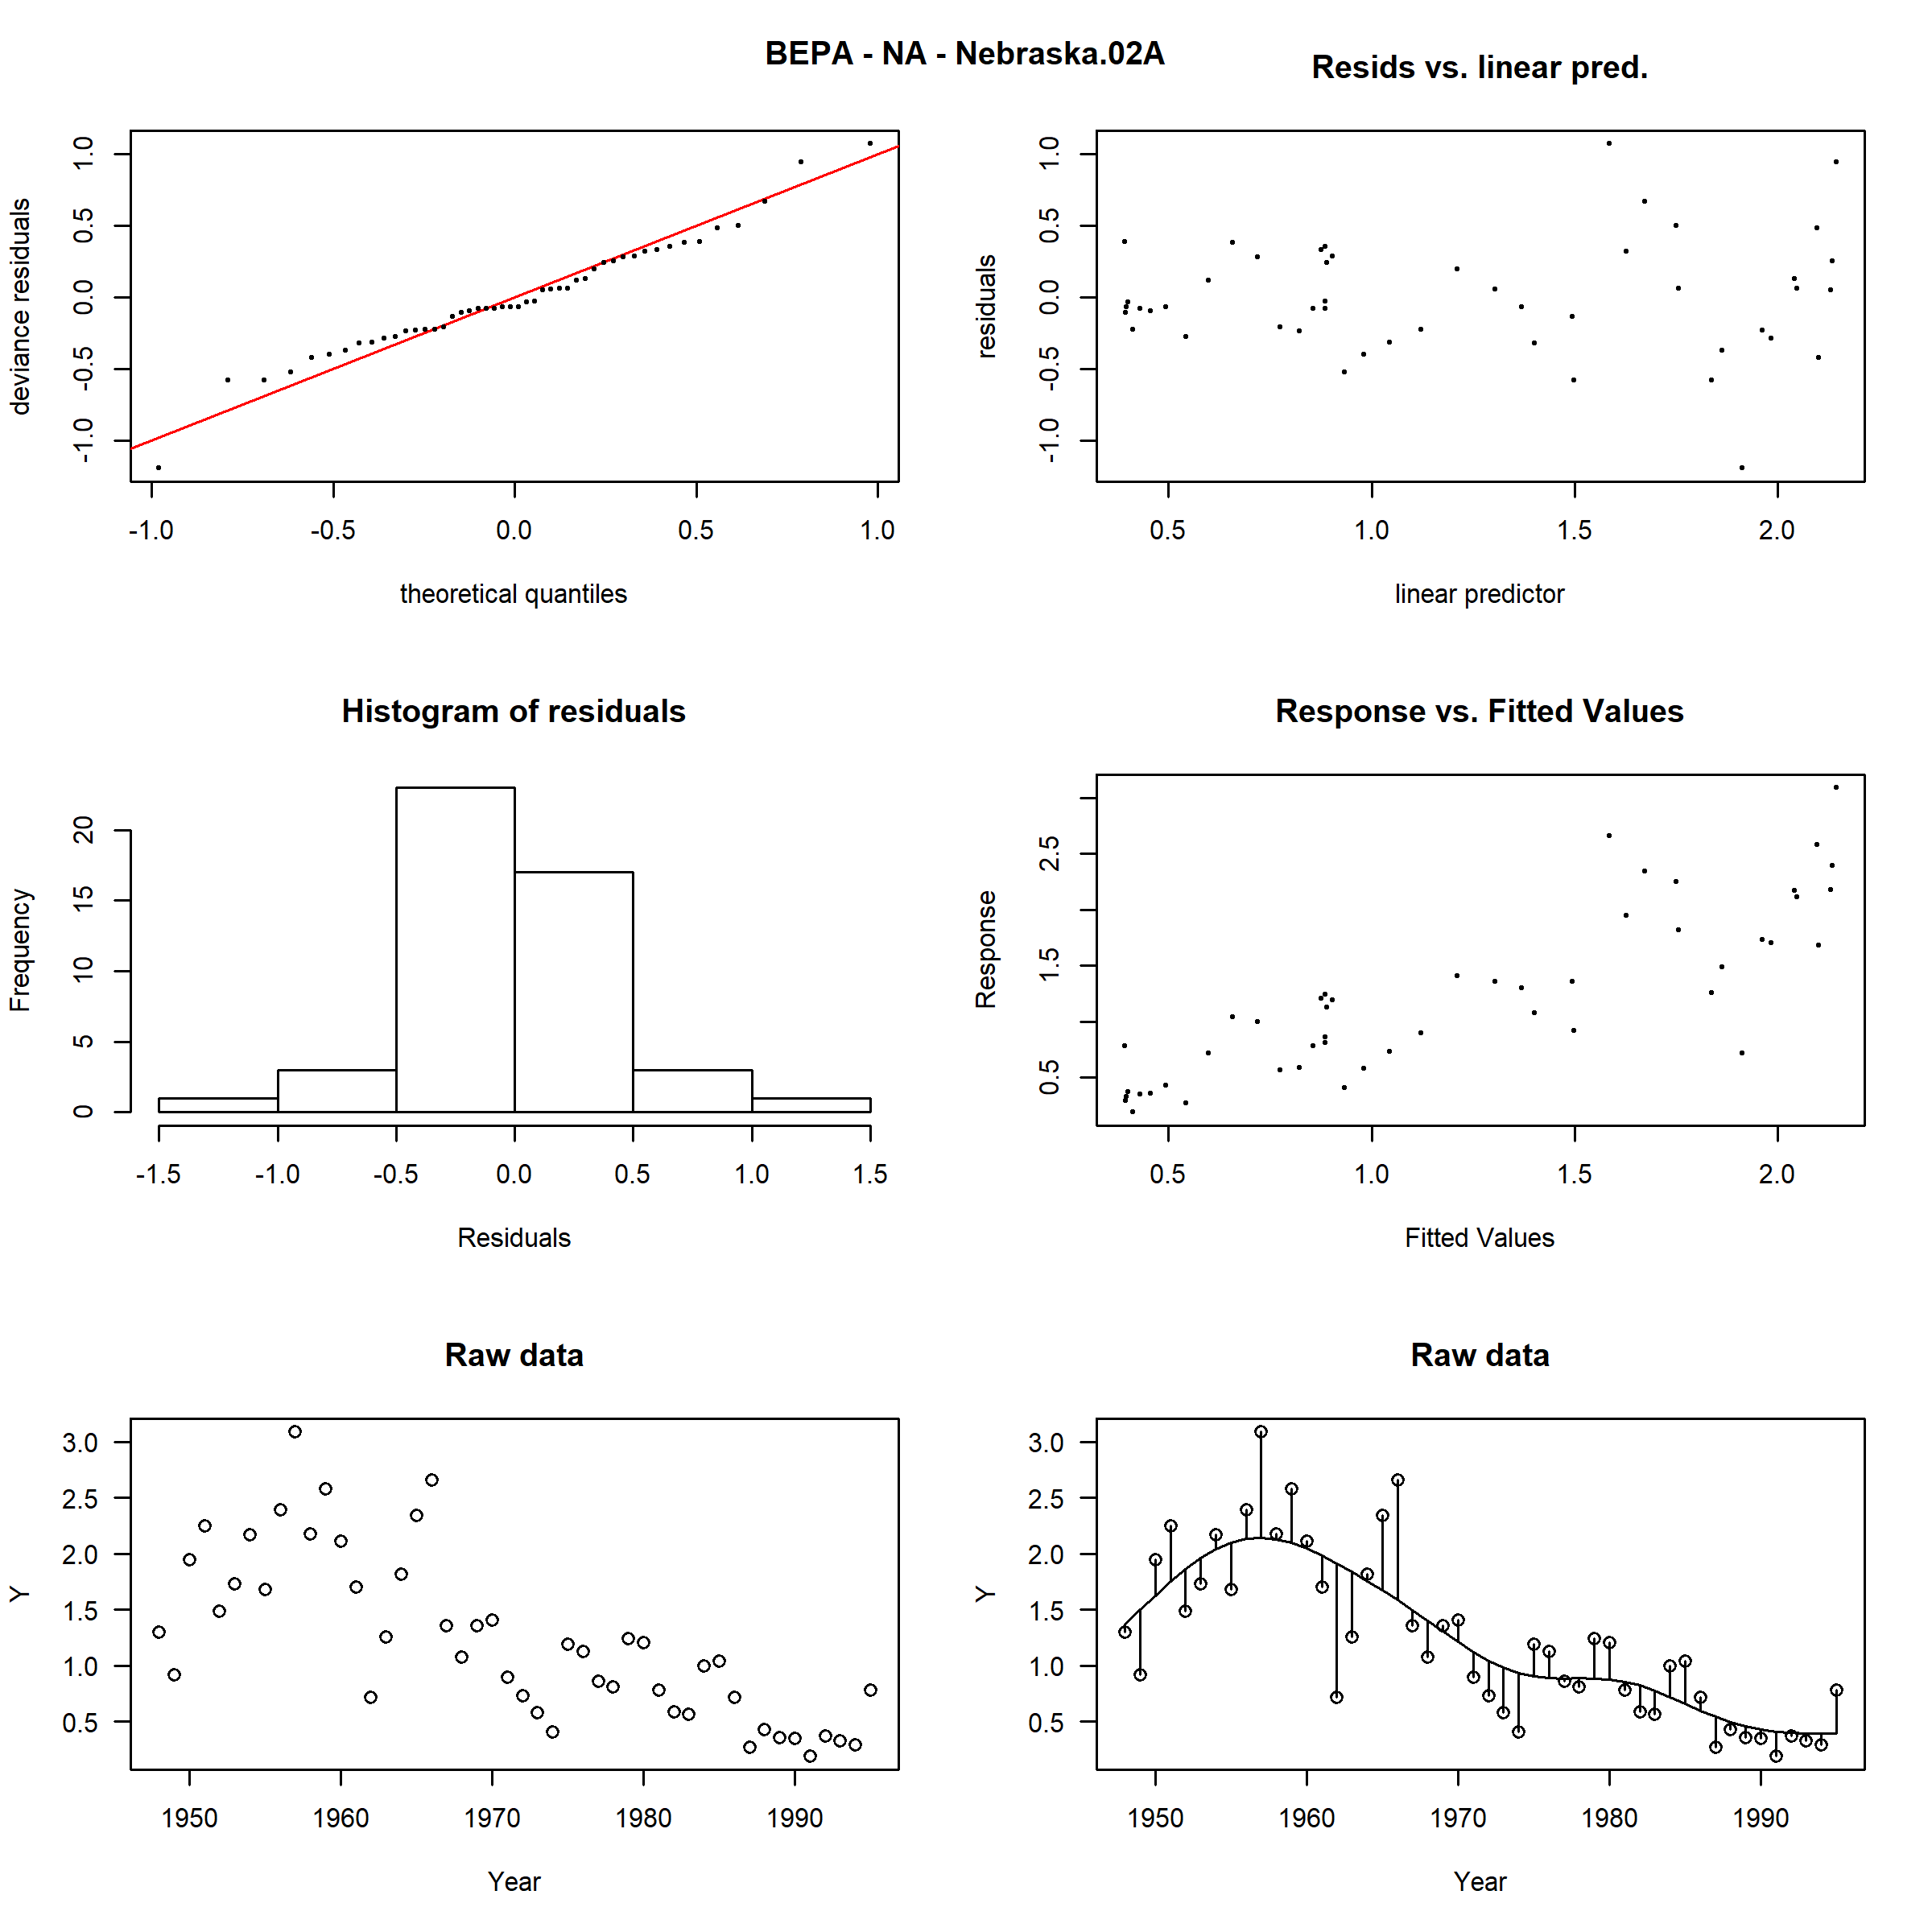 BEPA - NA - Nebraska.02A
Resids vs. linear pred.
deviance residuals
-1.0 -0.5 0.0 0.5 1.0
-1.0 -0.5 0.0 0.5 1.0
theoretical quantiles
residuals
-1.0 -0.5 0.0 0.5 1.0
0.5 1.0 1.5 2.0
linear predictor
Histogram of residuals
Frequency
0 5 10 15 20
-1.5 -1.0 -0.5 0.0 0.5 1.0 1.5
Residuals
Response vs. Fitted Values
Response
0.5 1.5 2.5
0.5 1.0 1.5 2.0
Fitted Values
Raw data
Y
3.0
2.5
2.0
1.5
1.0
0.5
1950 1960 1970 1980 1990
Year
Raw data
Y
3.0
2.5
2.0
1.5
1.0
0.5
1950 1960 1970 1980 1990
Year